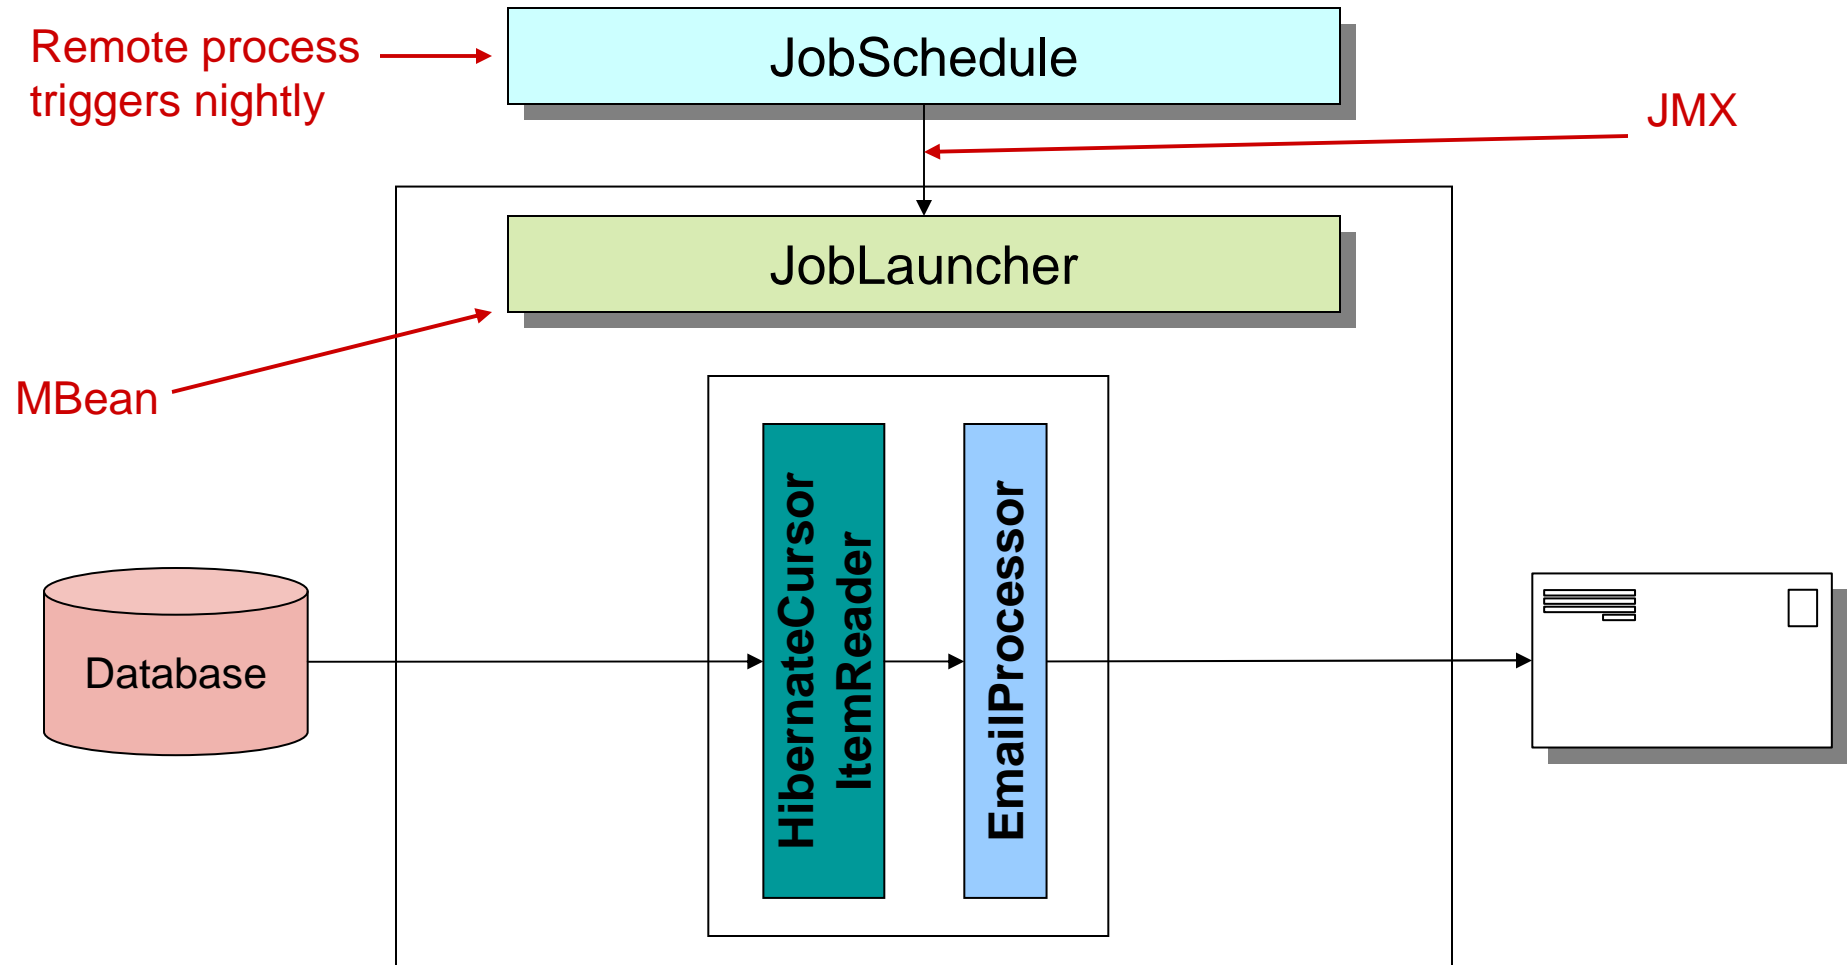 Remote process
triggers nightly
JobSchedule
JMX
JobLauncher
MBean
HibernateCursor
ItemReader
EmailProcessor
Database